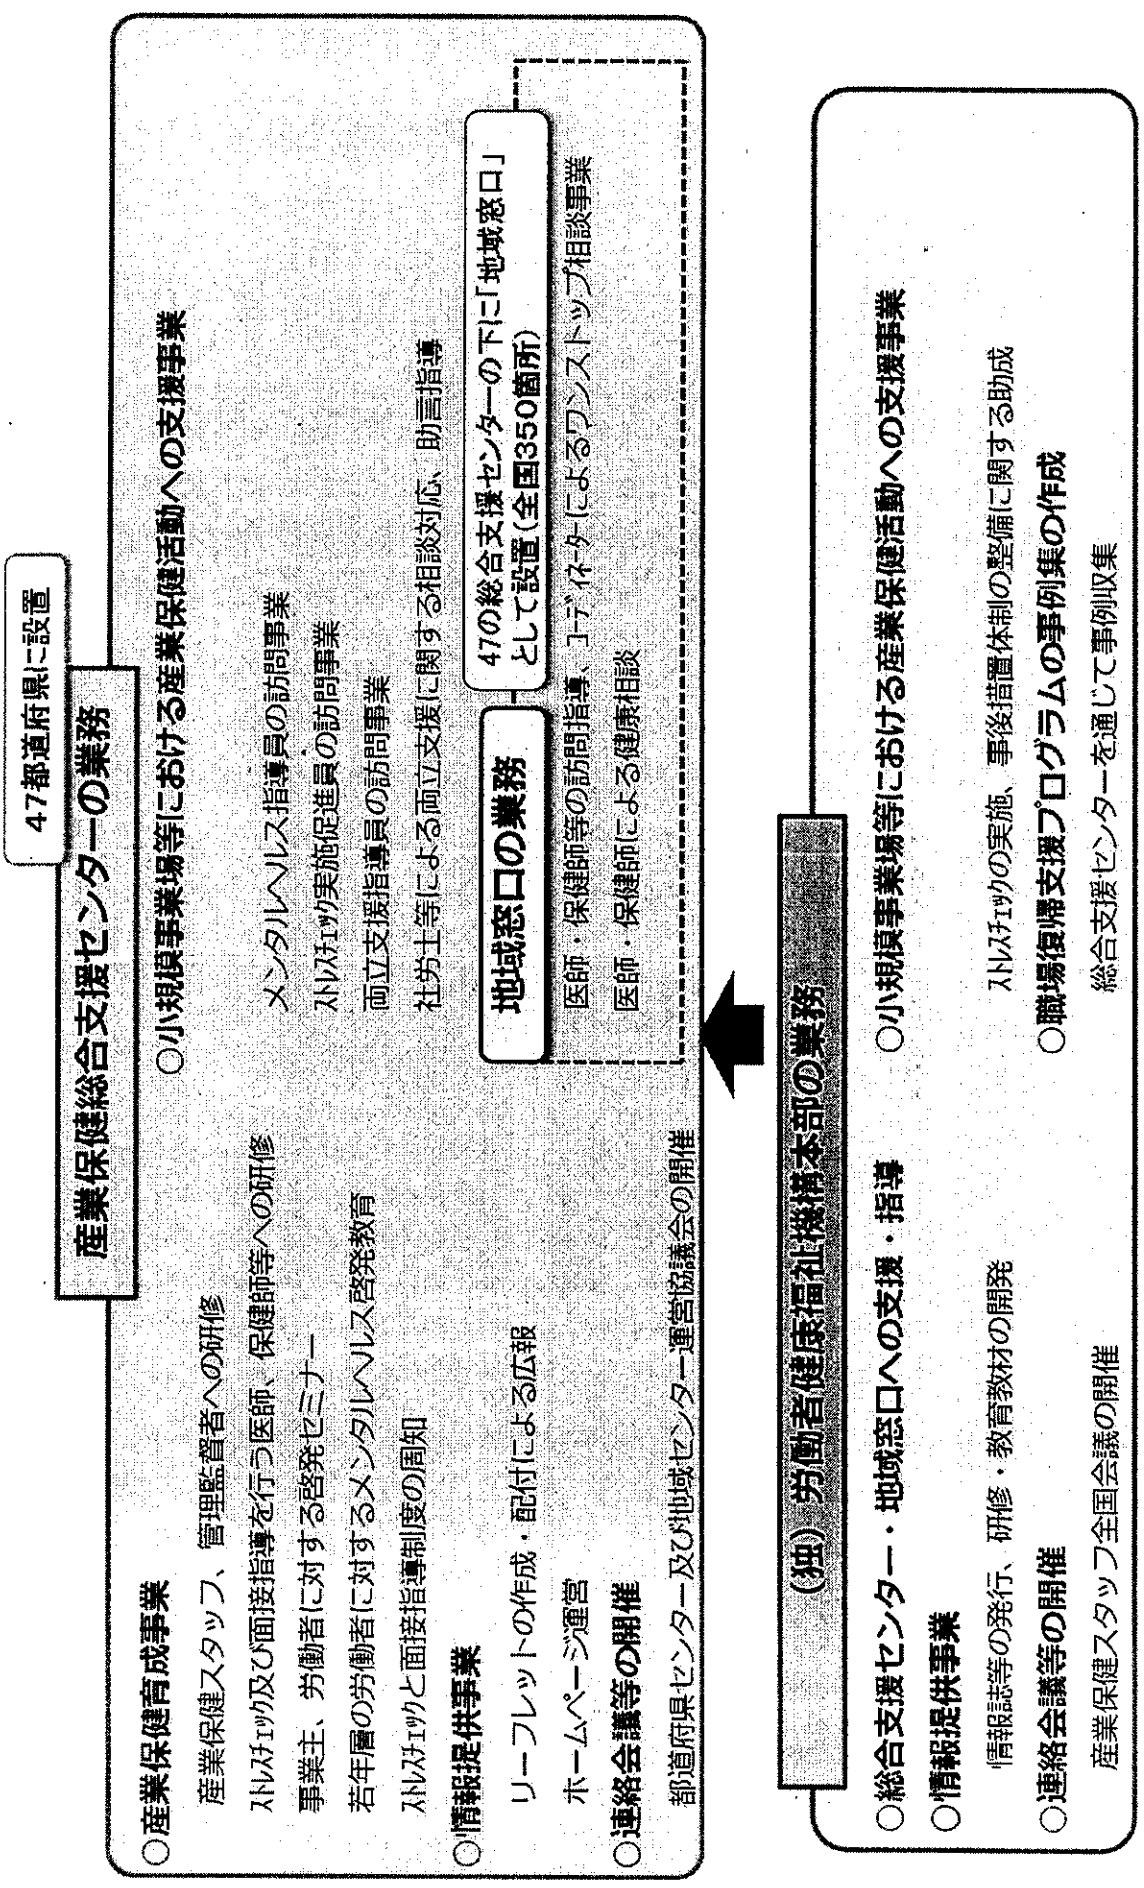 47都道府県に設置
産業保健総合支援センターの業務
○産業保健育成事業
産業保健スタッフ、管理監督者への研修
ストレスチェック及び面接指導を行う医師、保健師等への研修
事業主、労働者に対する啓発セミナー
若年層の労働者に対するメンタルヘルス啓発教育
ストレスチェックと面接指導制度の周知
○情報提供事業
リーフレットの作成・配付による広報
ホームページ運営
○連絡会議等の開催
都道府県センター及び地域センター運営協議会の開催
○小規模事業場等における産業保健活動への支援事業
メンタルヘルス指導員の訪問事業
ストレスチェック実施促進員の訪問事業
両立支援指導員の訪問事業
社労士等による両立支援に関する相談対応、助言指導
地域窓口の業務
47の総合支援センターの下に「地域窓口」
として設置(全国350箇所)
医師・保健師等の訪問指導、コーディネーターによるワンストップ相談事業
医師・保健師による健康相談
(独)労働者健康福祉機構本部の業務
○総合支援センター・地域窓口への支援・指導
○情報提供事業
情報誌等の発行、研修・教育教材の開発
○連絡会議等の開催
産業保健スタッフ全国会議の開催
○小規模事業場等における産業保健活動への支援事業
ストレスチェックの実施、事後措置体制の整備に関する助成
○職場復帰支援プログラムの事例集の作成
総合支援センターを通じて事例収集